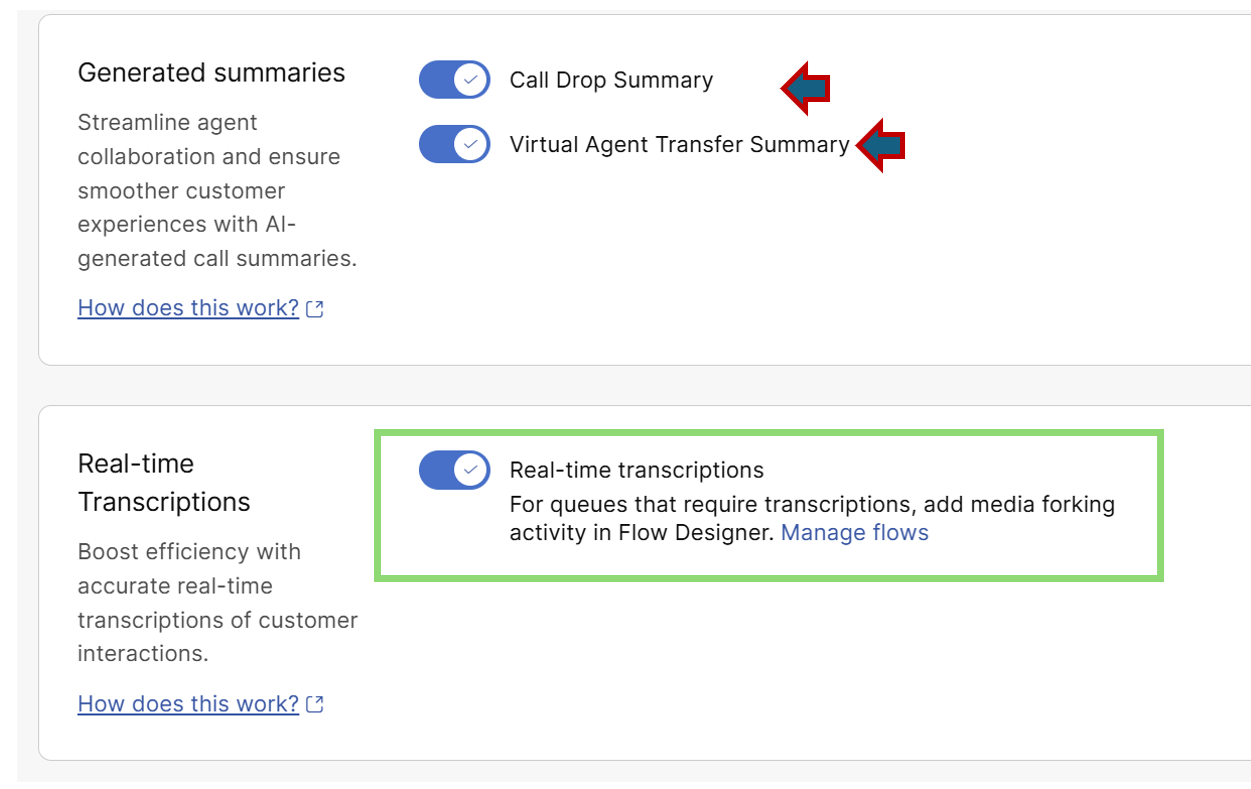 Generated summaries
Streamline agent
collaboration and ensure
smoother customer
experiences with AI-
generated call summaries.
How does this work?
Call Drop Summary
Virtual Agent Transfer Summary
Real-time
Transcriptions
Boost efficiency with
accurate real-time
transcriptions of customer
interactions.
How does this work?
Real-time transcriptions
For queues that require transcriptions, add media forking
activity in Flow Designer. Manage flows